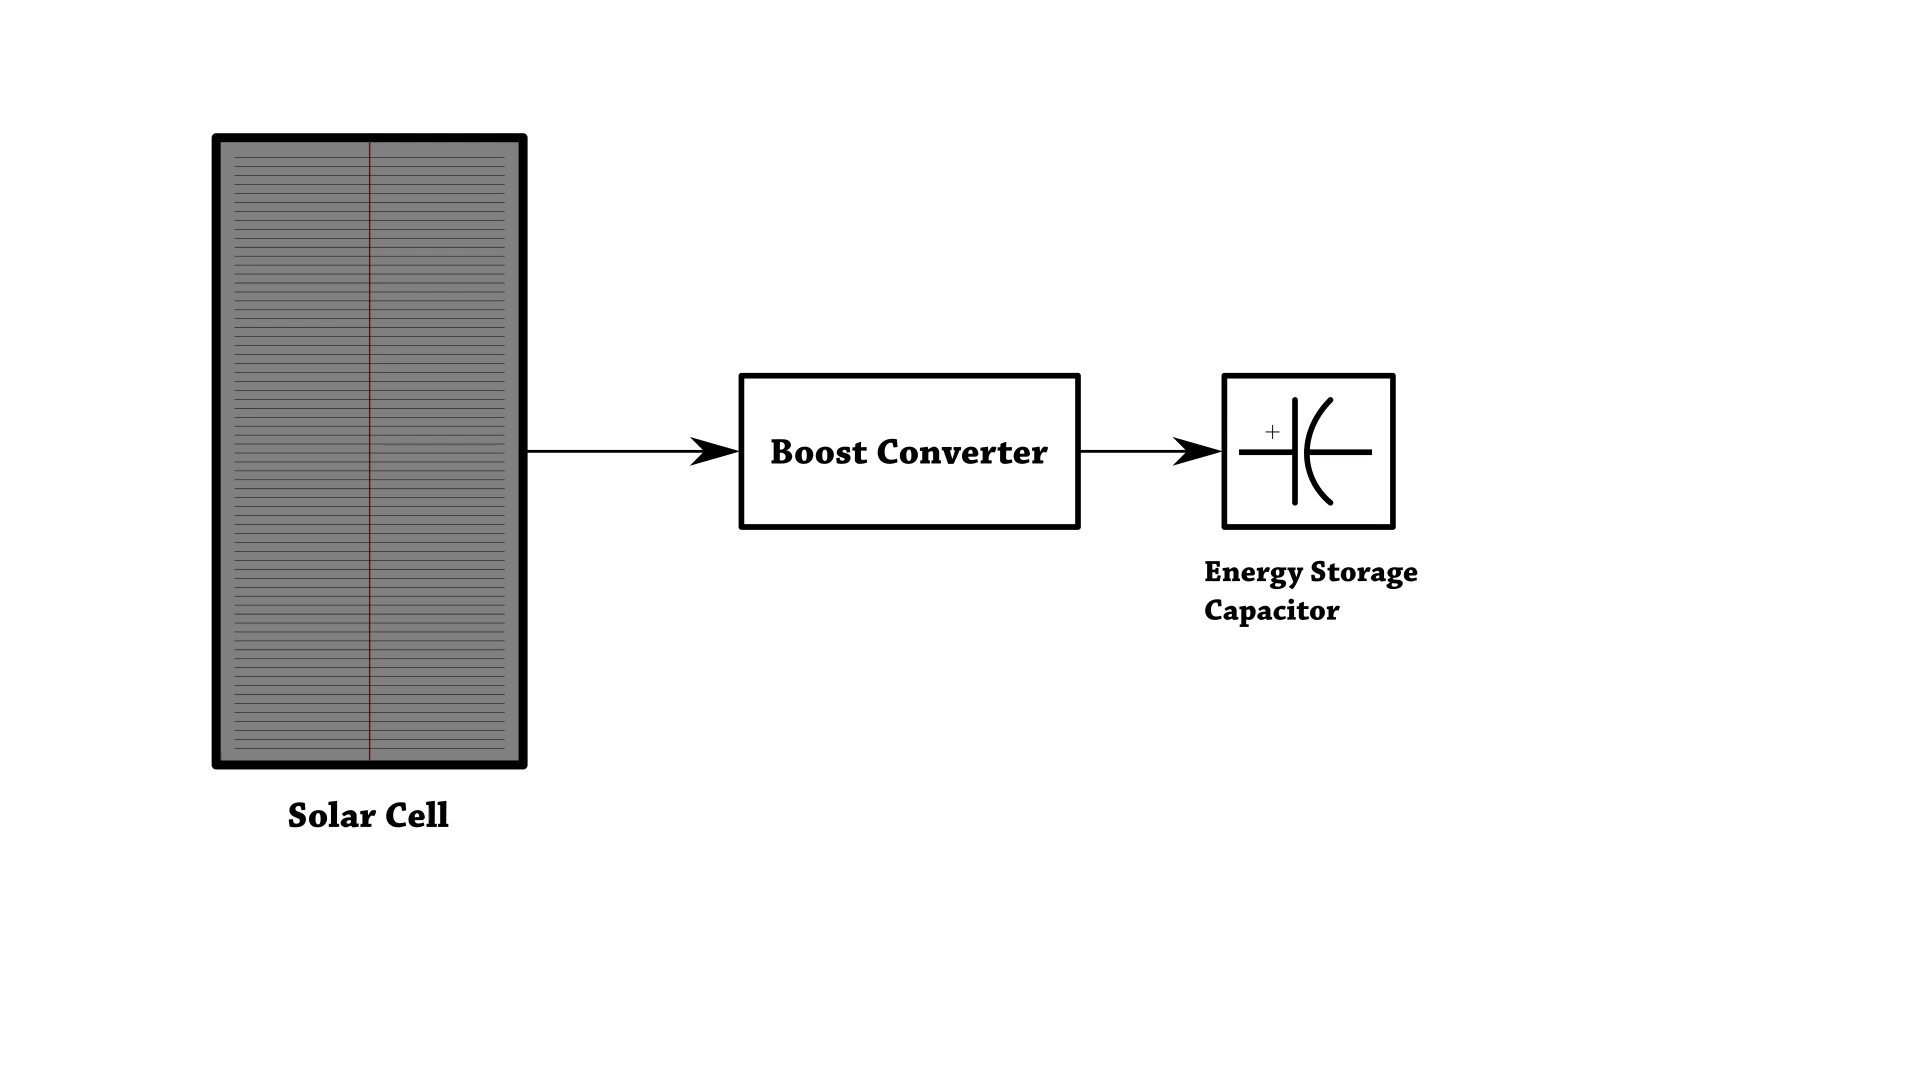 Boost Converter
+
Energy Storage
Capacitor
Solar Cell